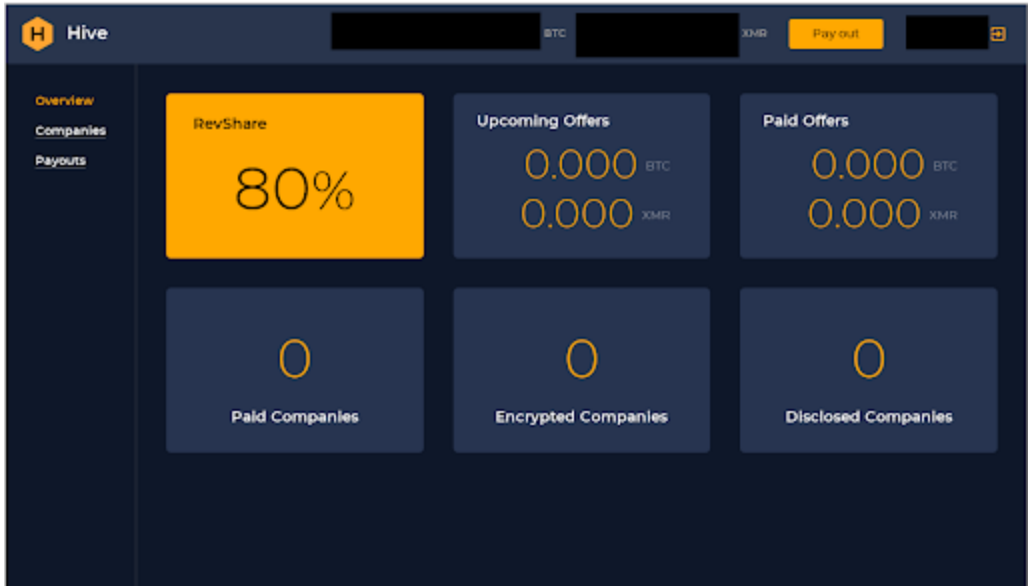 H Hive BTC XMR Pay out
Overview
Companies
Payouts
RevShare
80%
Upcoming Offers
0.000 BTC
0.000 XMR
Paid Offers
0.000 BTC
0.000 XMR
0
Paid Companies
0
Encrypted Companies
0
Disclosed Companies